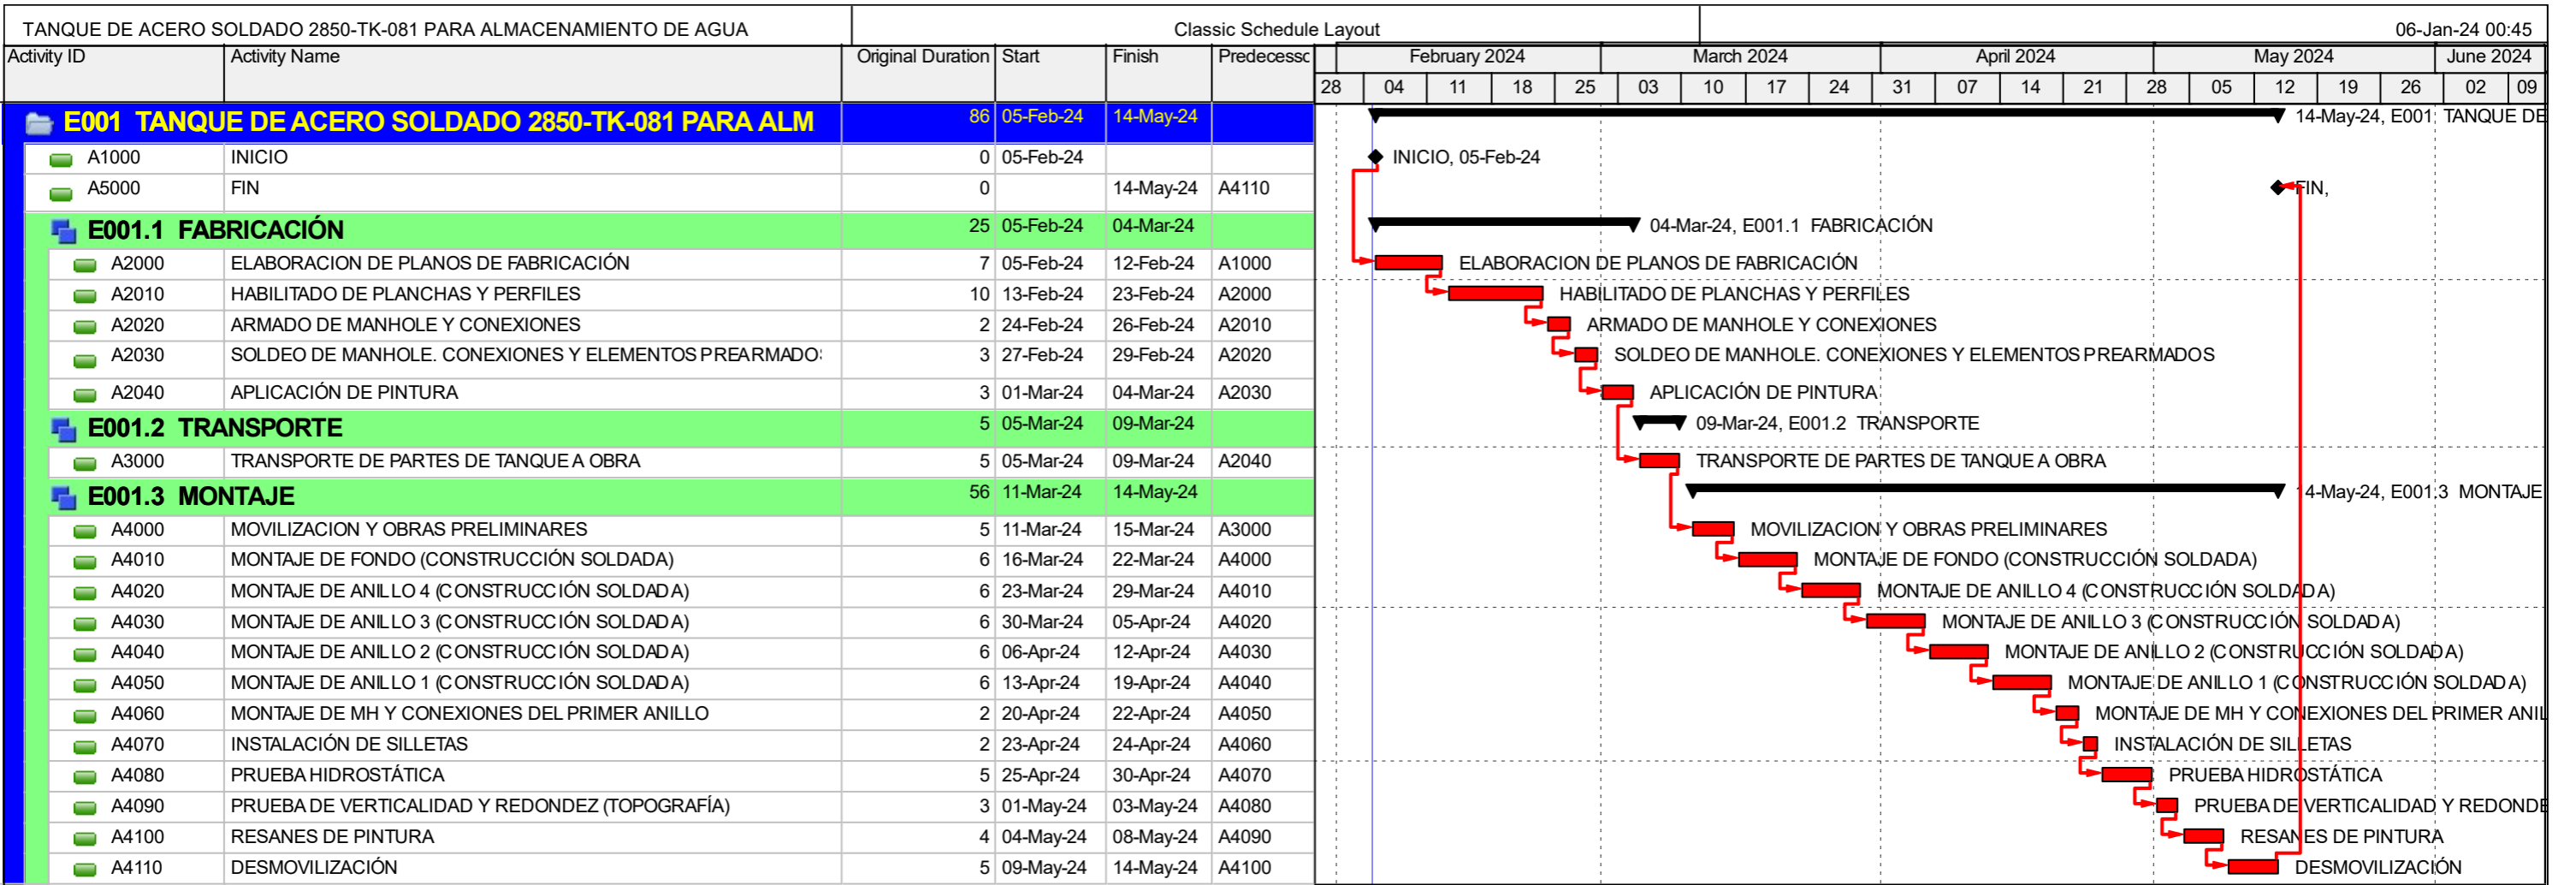 TANQUE DE ACERO SOLDADO 2850-TK-081 PARA ALMACENAMIENTO DE AGUA Classic Schedule Layout 06-Jan-24 00:45
Activity ID Activity Name Original Duration Start Finish Predecessc February 2024 March 2024 April 2024 May 2024 June 2024
28 04 11 18 25 03 10 17 24 31 07 14 21 28 05 12 19 26 02 09
E001 TANQUE DE ACERO SOLDADO 2850-TK-081 PARA ALM 86 05-Feb-24 14-May-24 14-May-24, E001 TANQUE DE
A1000 INICIO 0 05-Feb-24 INICIO, 05-Feb-24
A5000 FIN 0 14-May-24 A4110 FIN,
E001.1 FABRICACIÓN 25 05-Feb-24 04-Mar-24 04-Mar-24, E001.1 FABRICACIÓN
A2000 ELABORACION DE PLANOS DE FABRICACIÓN 7 05-Feb-24 12-Feb-24 A1000 ELABORACION DE PLANOS DE FABRICACIÓN
A2010 HABILITADO DE PLANCHAS Y PERFILES 10 13-Feb-24 23-Feb-24 A2000 HABILITADO DE PLANCHAS Y PERFILES
A2020 ARMADO DE MANHOLE Y CONEXIONES 2 24-Feb-24 26-Feb-24 A2010 ARMADO DE MANHOLE Y CONEXIONES
A2030 SOLDEO DE MANHOLE. CONEXIONES Y ELEMENTOS PREARMADO 3 27-Feb-24 29-Feb-24 A2020 SOLDEO DE MANHOLE. CONEXIONES Y ELEMENTOS PREARMADOS
A2040 APLICACIÓN DE PINTURA 3 01-Mar-24 04-Mar-24 A2030 APLICACIÓN DE PINTURA
E001.2 TRANSPORTE 5 05-Mar-24 09-Mar-24 09-Mar-24, E001.2 TRANSPORTE
A3000 TRANSPORTE DE PARTES DE TANQUE A OBRA 5 05-Mar-24 09-Mar-24 A2040 TRANSPORTE DE PARTES DE TANQUE A OBRA
E001.3 MONTAJE 56 11-Mar-24 14-May-24 14-May-24, E001.3 MONTAJE
A4000 MOVILIZACION Y OBRAS PRELIMINARES 5 11-Mar-24 15-Mar-24 A3000 MOVILIZACION Y OBRAS PRELIMINARES
A4010 MONTAJE DE FONDO (CONSTRUCCIÓN SOLDADA) 6 16-Mar-24 22-Mar-24 A4000 MONTAJE DE FONDO (CONSTRUCCIÓN SOLDADA)
A4020 MONTAJE DE ANILLO 4 (CONSTRUCCIÓN SOLDADA) 6 23-Mar-24 29-Mar-24 A4010 MONTAJE DE ANILLO 4 (CONSTRUCCIÓN SOLDADA)
A4030 MONTAJE DE ANILLO 3 (CONSTRUCCIÓN SOLDADA) 6 30-Mar-24 05-Apr-24 A4020 MONTAJE DE ANILLO 3 (CONSTRUCCIÓN SOLDADA)
A4040 MONTAJE DE ANILLO 2 (CONSTRUCCIÓN SOLDADA) 6 06-Apr-24 12-Apr-24 A4030 MONTAJE DE ANILLO 2 (CONSTRUCCIÓN SOLDADA)
A4050 MONTAJE DE ANILLO 1 (CONSTRUCCIÓN SOLDADA) 6 13-Apr-24 19-Apr-24 A4040 MONTAJE DE ANILLO 1 (CONSTRUCCIÓN SOLDADA)
A4060 MONTAJE DE MH Y CONEXIONES DEL PRIMER ANILLO 2 20-Apr-24 22-Apr-24 A4050 MONTAJE DE MH Y CONEXIONES DEL PRIMER ANIL
A4070 INSTALACIÓN DE SILLETAS 2 23-Apr-24 24-Apr-24 A4060 INSTALACIÓN DE SILLETAS
A4080 PRUEBA HIDROSTÁTICA 5 25-Apr-24 30-Apr-24 A4070 PRUEBA HIDROSTÁTICA
A4090 PRUEBA DE VERTICALIDAD Y REDONDEZ (TOPOGRAFÍA) 3 01-May-24 03-May-24 A4080 PRUEBA DE VERTICALIDAD Y REDONDE
A4100 RESANES DE PINTURA 4 04-May-24 08-May-24 A4090 RESANES DE PINTURA
A4110 DESMOVILIZACIÓN 5 09-May-24 14-May-24 A4100 DESMOVILIZACIÓN